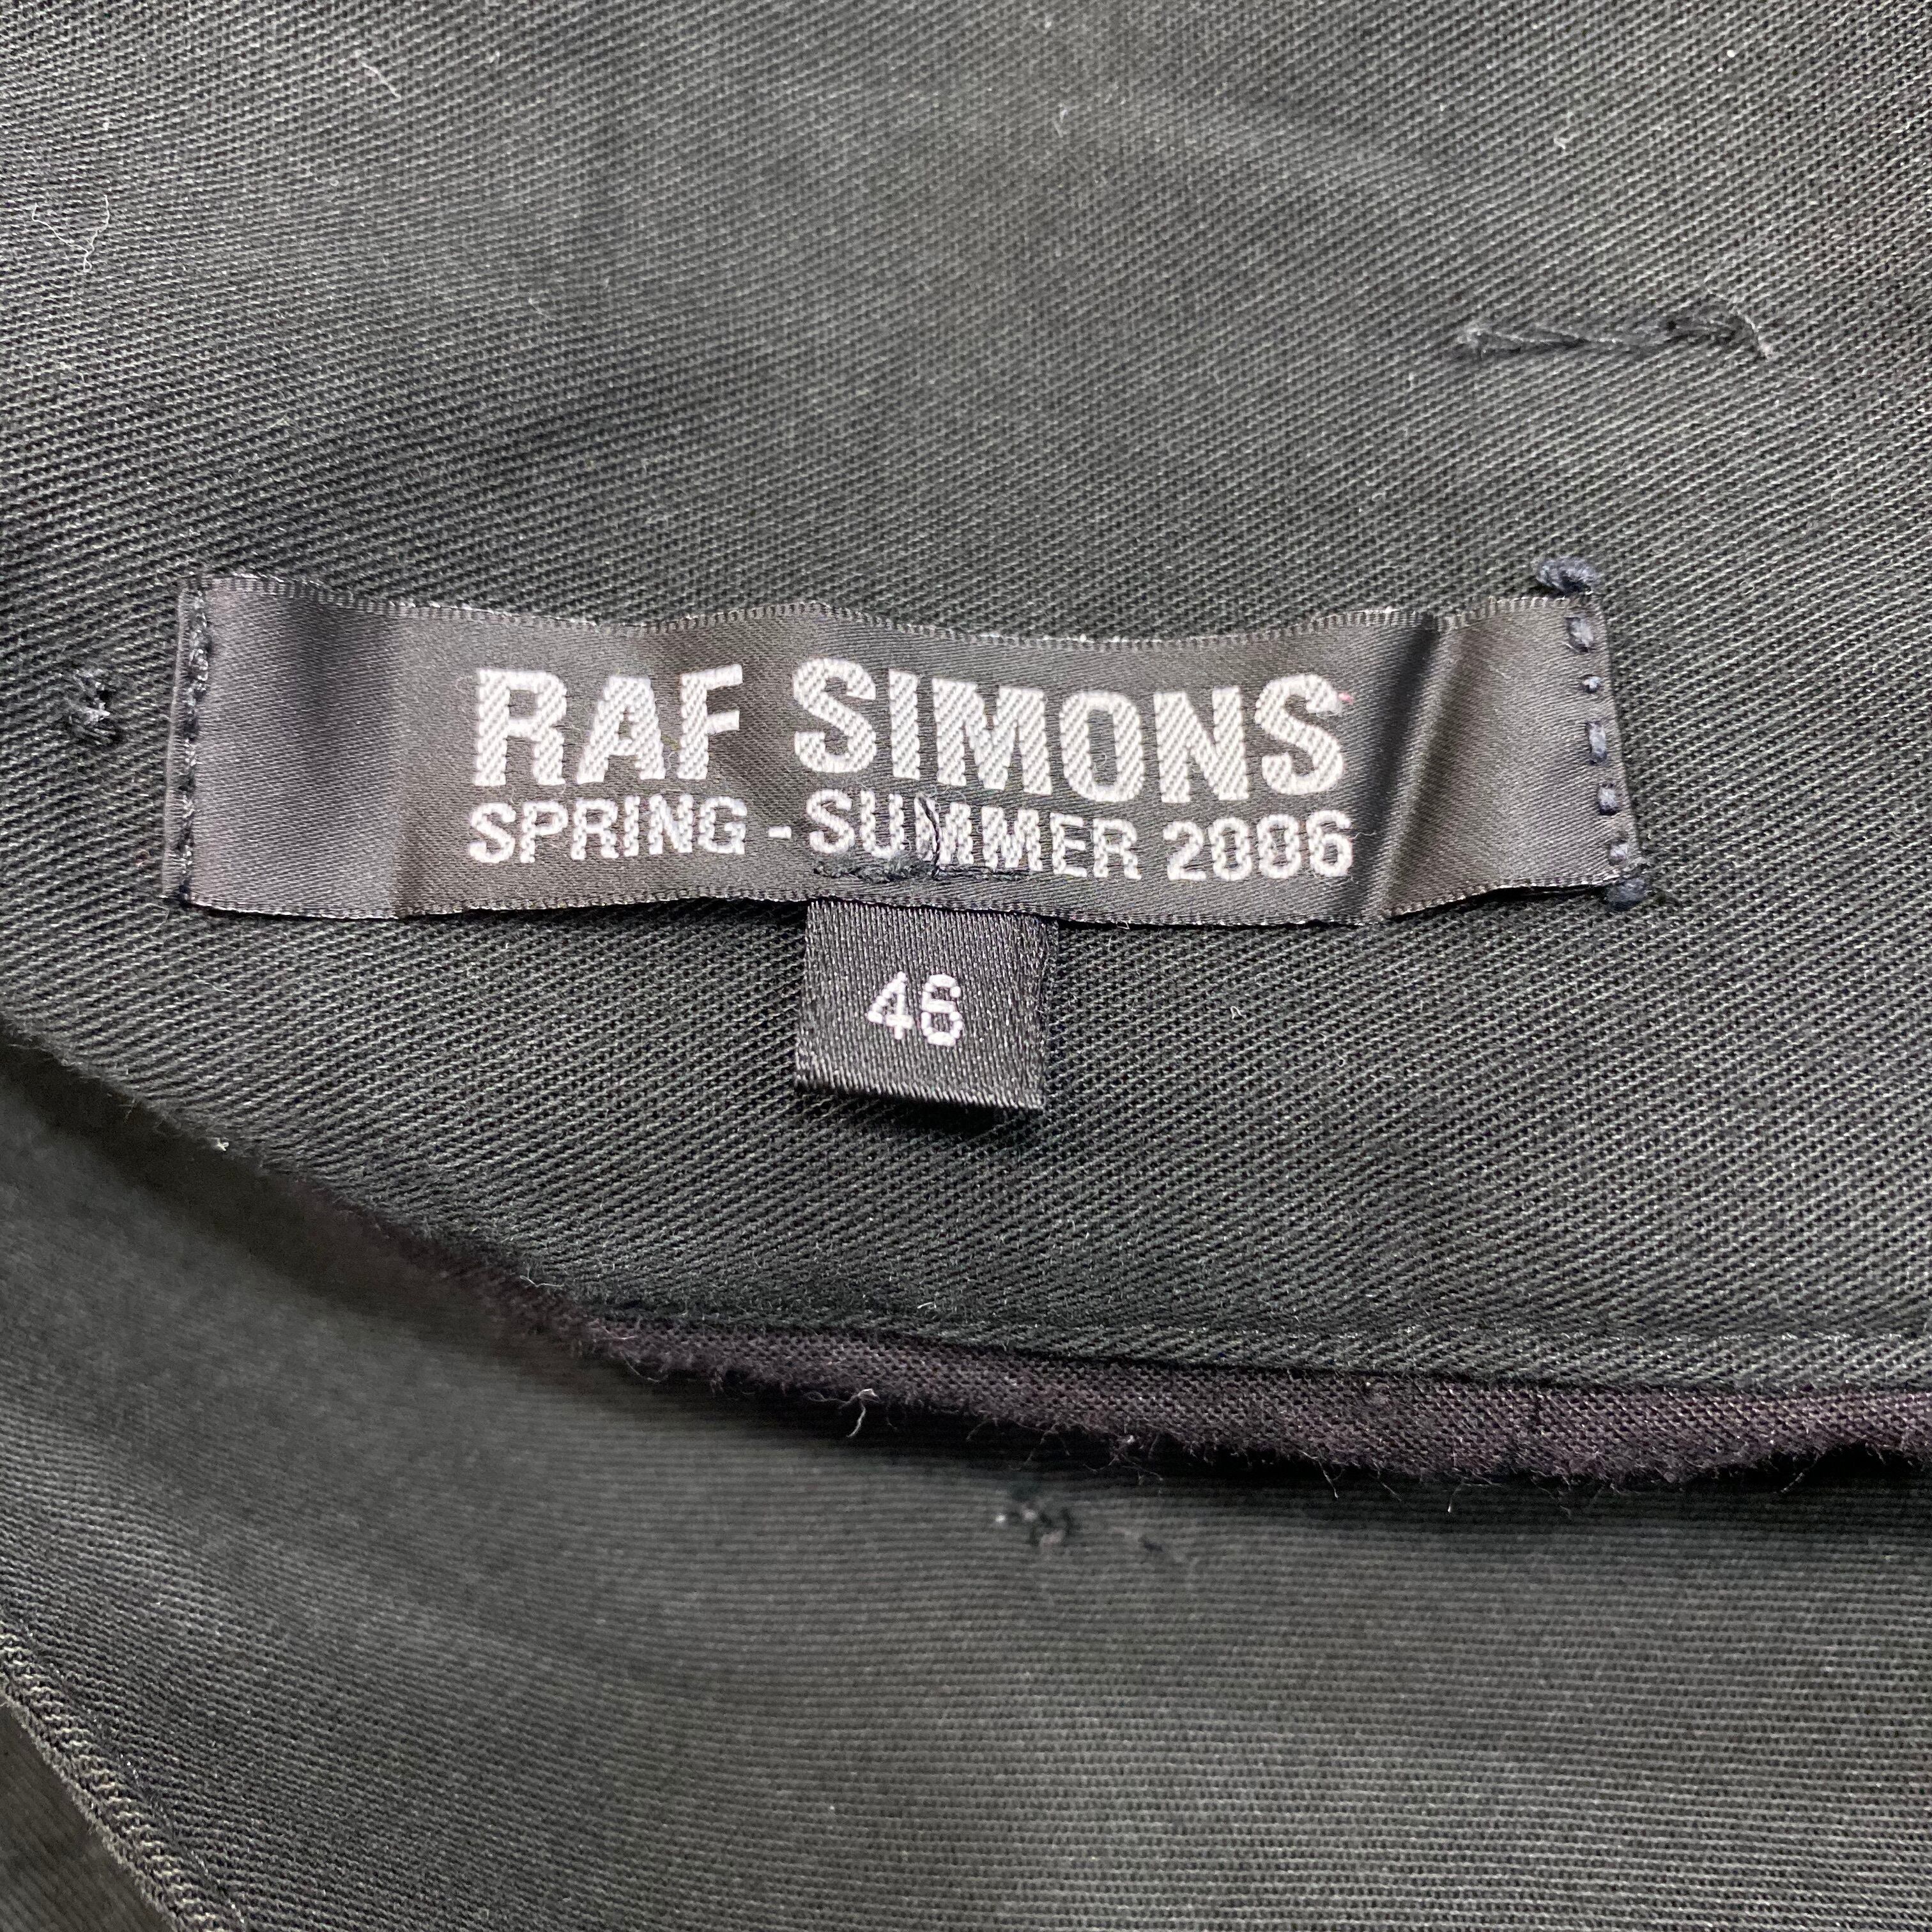 RAF SIMONS
SPRING - SUMMER 2006
46